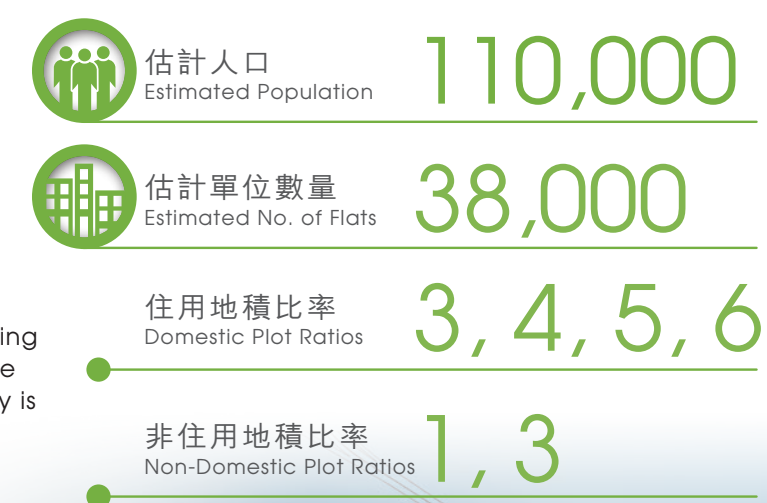 估計人口
Estimated Population
110,000
估計單位數量
Estimated No. of Flats
38,000
住用地積比率
Domestic Plot Ratios
3, 4, 5, 6
非住用地積比率
Non-Domestic Plot Ratios
1, 3
ing
e
y is